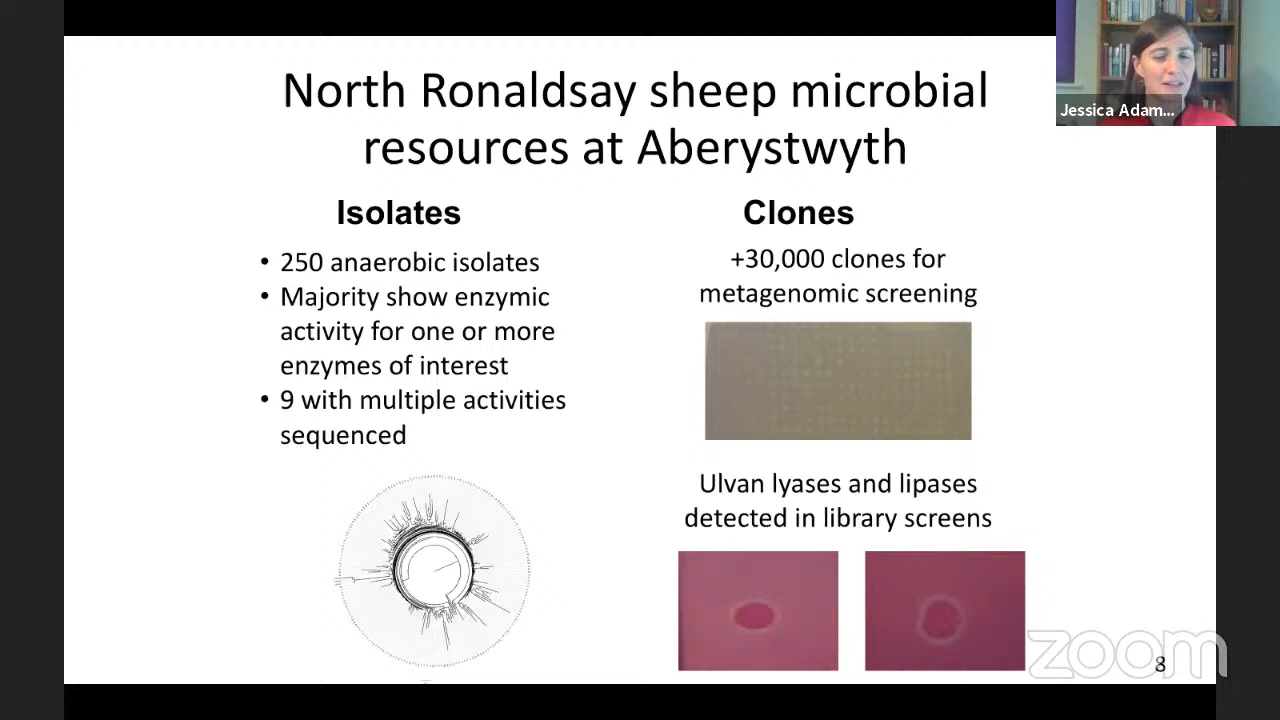 North Ronaldsay sheep microbial
resources at Aberystwyth
Jessica Adam...
Isolates
• 250 anaerobic isolates
• Majority show enzymic
activity for one or more
enzymes of interest
• 9 with multiple activities
sequenced
Clones
+30,000 clones for
metagenomic screening
Ulvan lyases and lipases
detected in library screens
zoom
8